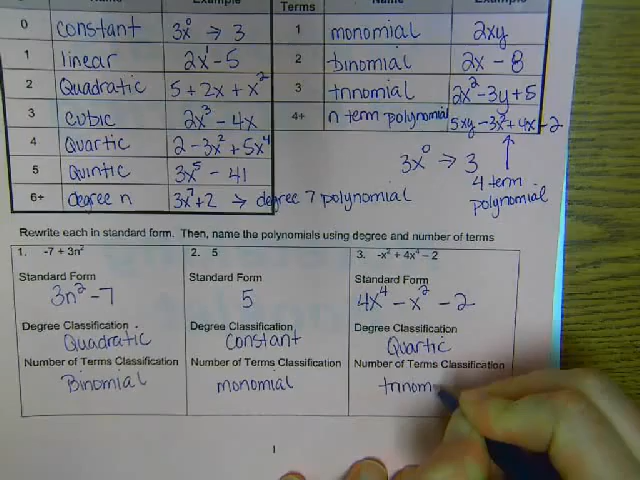 0 constant 3x⁰ → 3
1 linear 2x¹ - 5
2 Quadratic 5 + 2x + x²
3 cubic 2x³ - 4x
4 Quartic 2 - 3x² + 5x⁴
5 Quintic 3x⁵ - 41
6+ degree n 3x⁷ + 2 → degree 7 polynomial
Terms
1 monomial 2xy
2 binomial 2x - 8
3 trinomial 2x² - 3y + 5
4+ n term polynomial 5xy - 3x² + 4x - 2
3x⁰ → 3
4 term
polynomial
Rewrite each in standard form. Then, name the polynomials using degree and number of terms
1. -7 + 3n²
Standard Form
3n² - 7
Degree Classification
Quadratic
Number of Terms Classification
Binomial
2. 5
Standard Form
5
Degree Classification
Constant
Number of Terms Classification
monomial
3. -x² + 4x⁴ – 2
Standard Form
4x⁴ - x² - 2
Degree Classification
Quartic
Number of Terms Classification
trinom
1